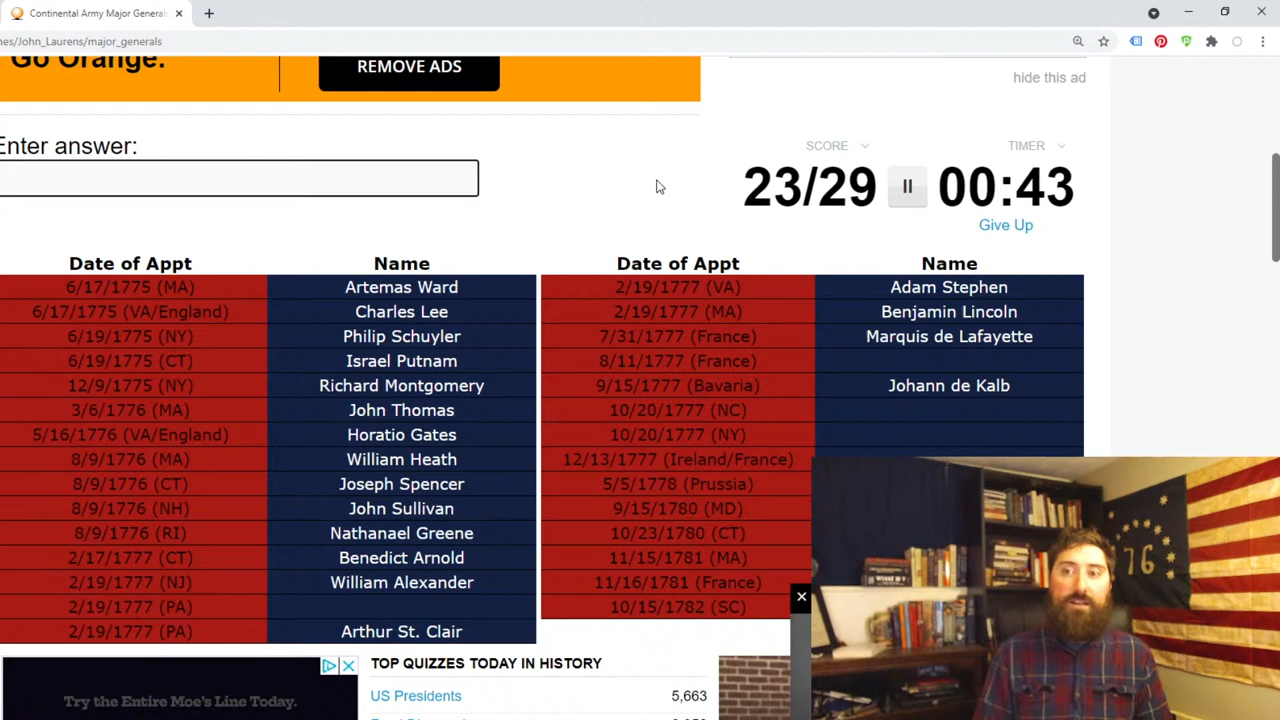 Continental Army Major General
nes/John_Laurens/major_generals
Go Orange.
REMOVE ADS
hide this ad
Enter answer:
SCORE
TIMER
23/29
00:43
Give Up
Date of Appt Name
6/17/1775 (MA) Artemas Ward
6/17/1775 (VA/England) Charles Lee
6/19/1775 (NY) Philip Schuyler
6/19/1775 (CT) Israel Putnam
12/9/1775 (NY) Richard Montgomery
3/6/1776 (MA) John Thomas
5/16/1776 (VA/England) Horatio Gates
8/9/1776 (MA) William Heath
8/9/1776 (CT) Joseph Spencer
8/9/1776 (NH) John Sullivan
8/9/1776 (RI) Nathanael Greene
2/17/1777 (CT) Benedict Arnold
2/19/1777 (NJ) William Alexander
2/19/1777 (PA)
2/19/1777 (PA) Arthur St. Clair
Date of Appt Name
2/19/1777 (VA) Adam Stephen
2/19/1777 (MA) Benjamin Lincoln
7/31/1777 (France) Marquis de Lafayette
8/11/1777 (France)
9/15/1777 (Bavaria) Johann de Kalb
10/20/1777 (NC)
10/20/1777 (NY)
12/13/1777 (Ireland/France)
5/5/1778 (Prussia)
9/15/1780 (MD)
10/23/1780 (CT)
11/15/1781 (MA)
11/16/1781 (France)
10/15/1782 (SC)
76
Try the Entire Moe's Line Today.
TOP QUIZZES TODAY IN HISTORY
US Presidents 5,663